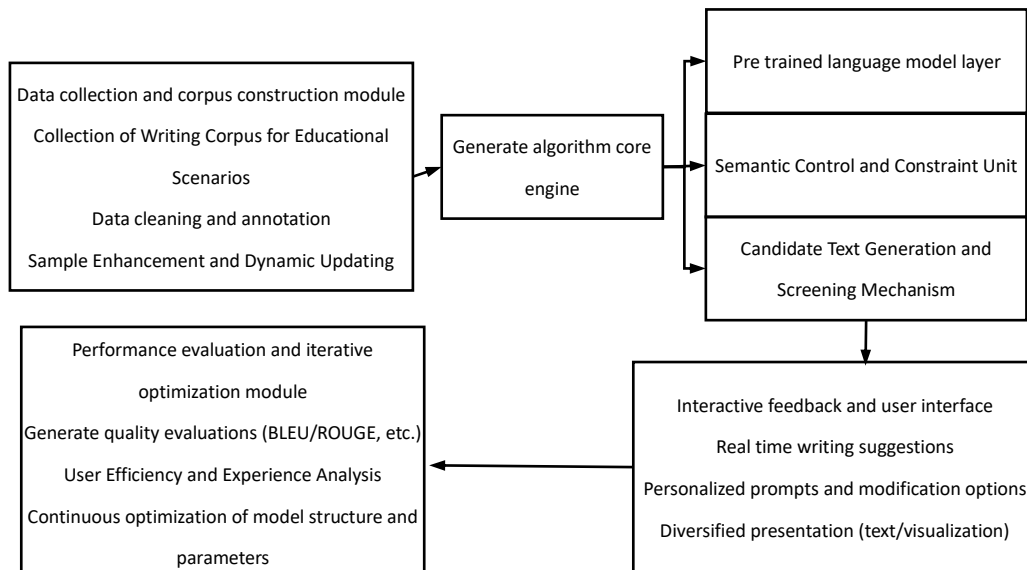 Data collection and corpus construction module
Collection of Writing Corpus for Educational
Scenarios
Data cleaning and annotation
Sample Enhancement and Dynamic Updating
Generate algorithm core
engine
Pre trained language model layer
Semantic Control and Constraint Unit
Candidate Text Generation and
Screening Mechanism
Interactive feedback and user interface
Real time writing suggestions
Personalized prompts and modification options
Diversified presentation (text/visualization)
Performance evaluation and iterative
optimization module
Generate quality evaluations (BLEU/ROUGE, etc.)
User Efficiency and Experience Analysis
Continuous optimization of model structure and
parameters